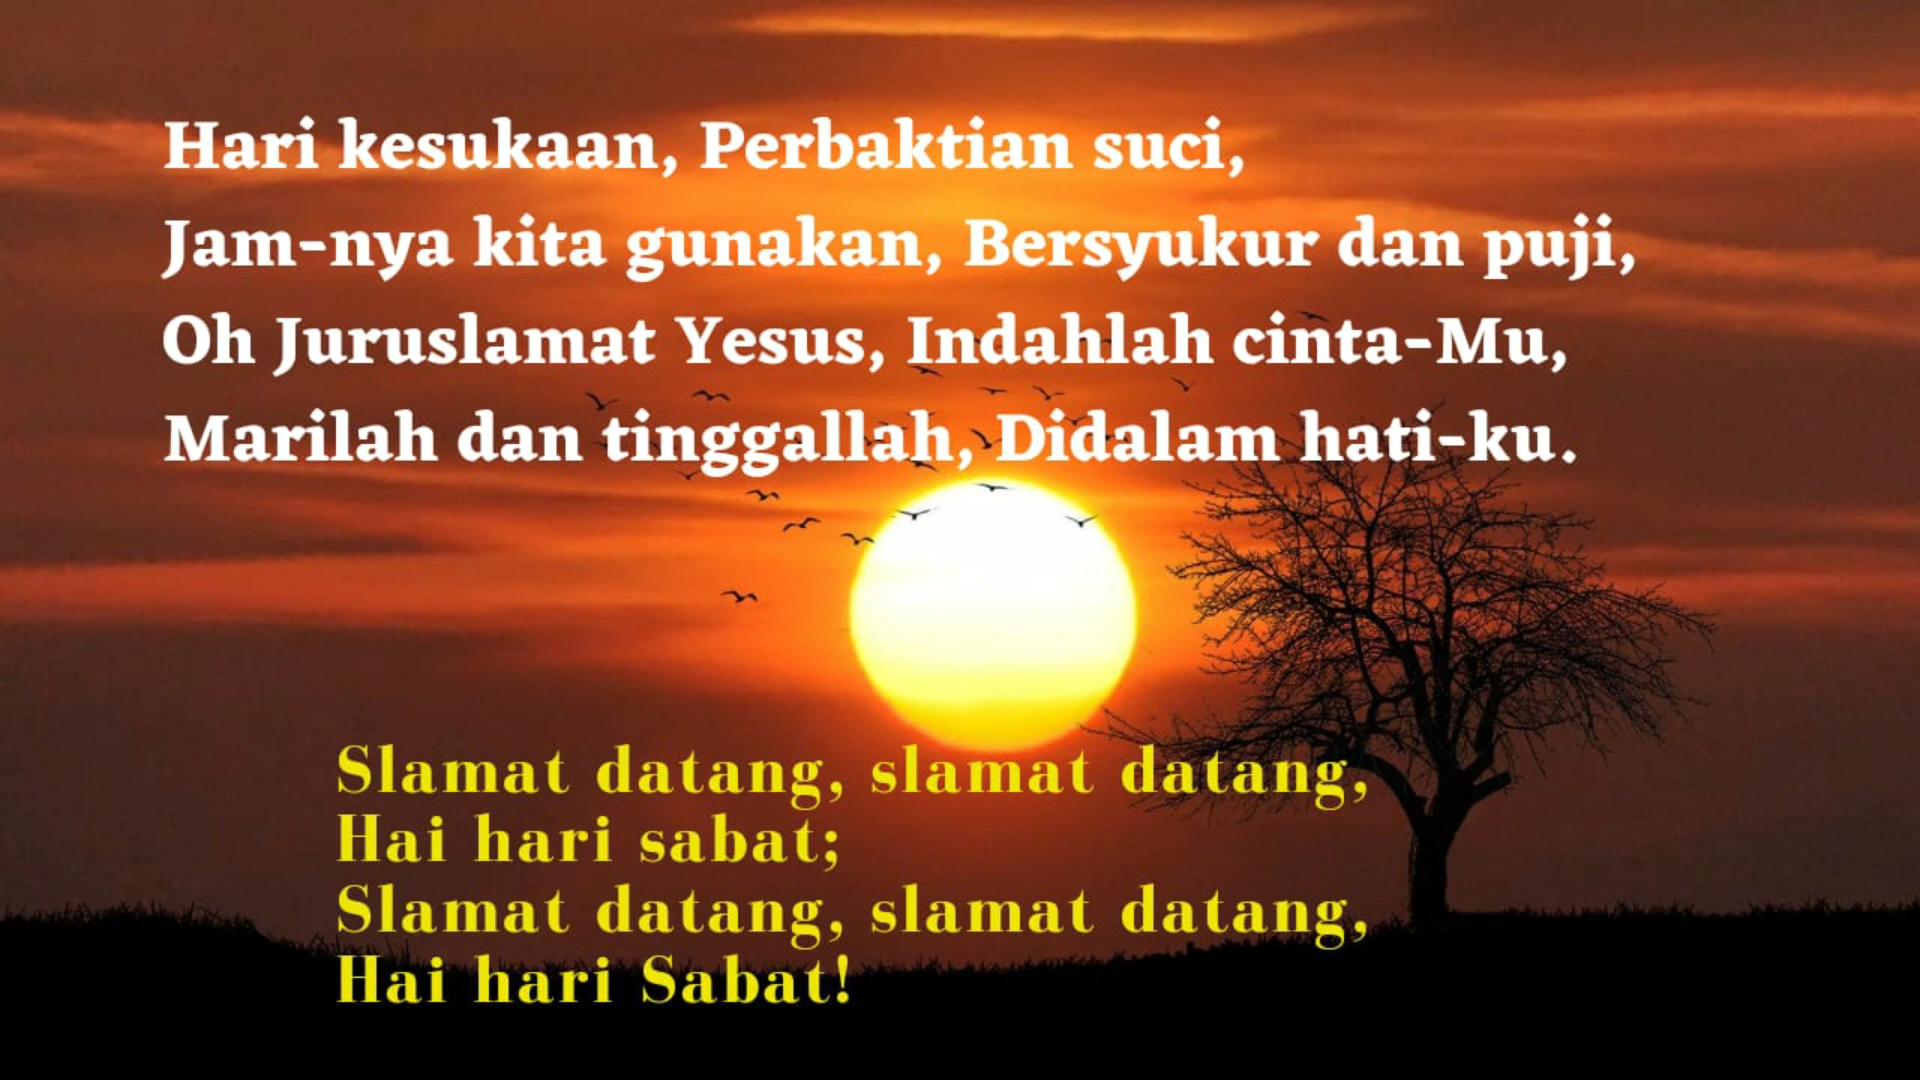 Hari kesukaan, Perbaktian suci,
Jam-nya kita gunakan, Bersyukur dan puji,
Oh Juruslamat Yesus, Indahlah cinta-Mu,
Marilah dan tinggallah, Didalam hati-ku.
Slamat datang, slamat datang,
Hai hari sabat;
Slamat datang, slamat datang,
Hai hari Sabat!